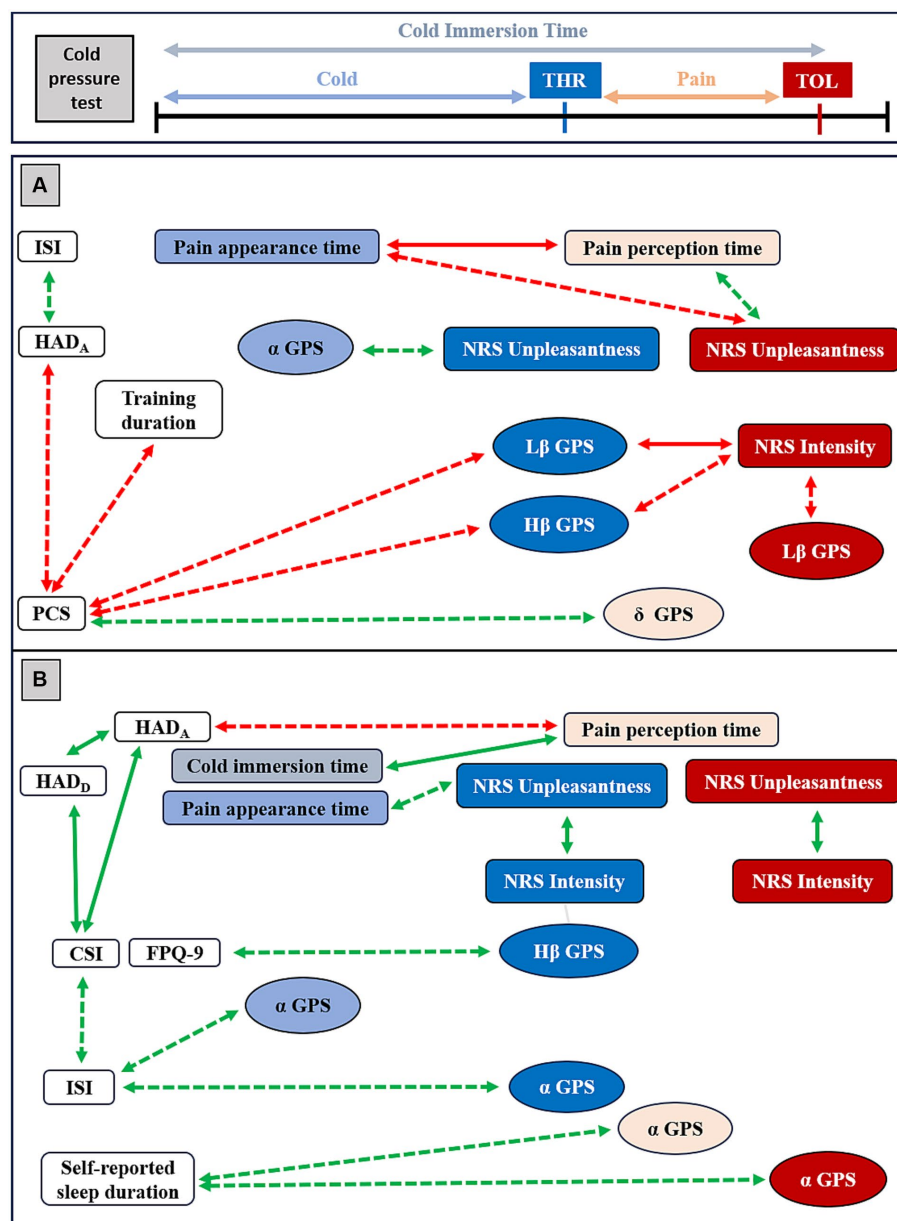 Cold Immersion Time
Cold
pressure
test
Cold
THR
Pain
TOL
A
ISI
Pain appearance time
Pain perception time
HAD_A
α GPS
NRS Unpleasantness
NRS Unpleasantness
Training
duration
Lβ GPS
NRS Intensity
Hβ GPS
Lβ GPS
PCS
δ GPS
B
HAD_A
Pain perception time
Cold immersion time
HAD_D
NRS Unpleasantness
NRS Unpleasantness
Pain appearance time
NRS Intensity
NRS Intensity
CSI
FPQ-9
Hβ GPS
α GPS
ISI
α GPS
α GPS
Self-reported
sleep duration
α GPS